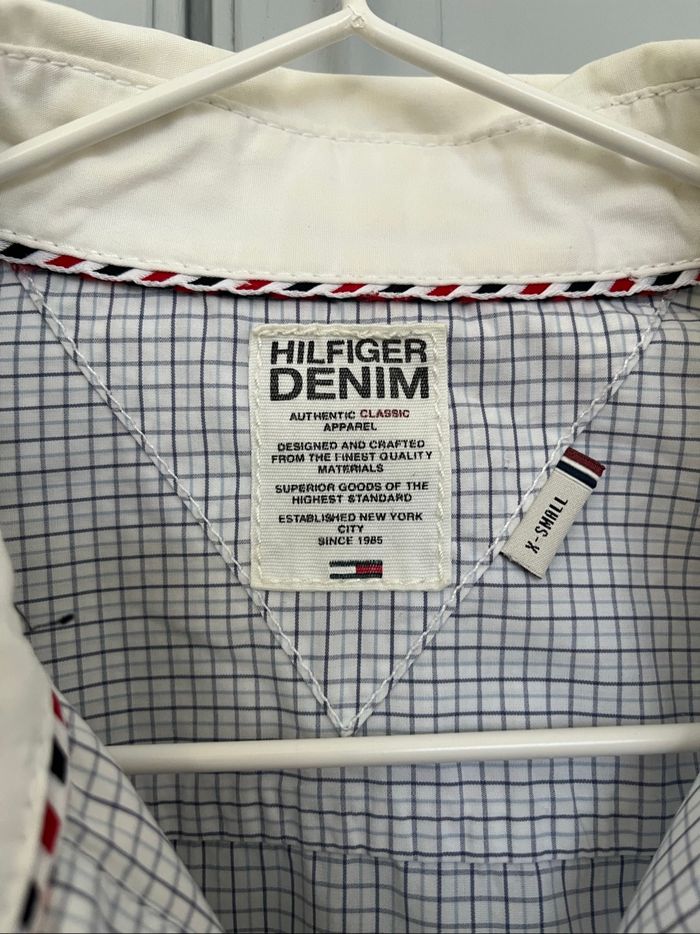 HILFIGER
DENIM
AUTHENTIC CLASSIC
APPAREL
DESIGNED AND CRAFTED
FROM THE FINEST QUALITY
MATERIALS
SUPERIOR GOODS OF THE
HIGHEST STANDARD
ESTABLISHED NEW YORK
CITY
SINCE 1985
X-SMALL